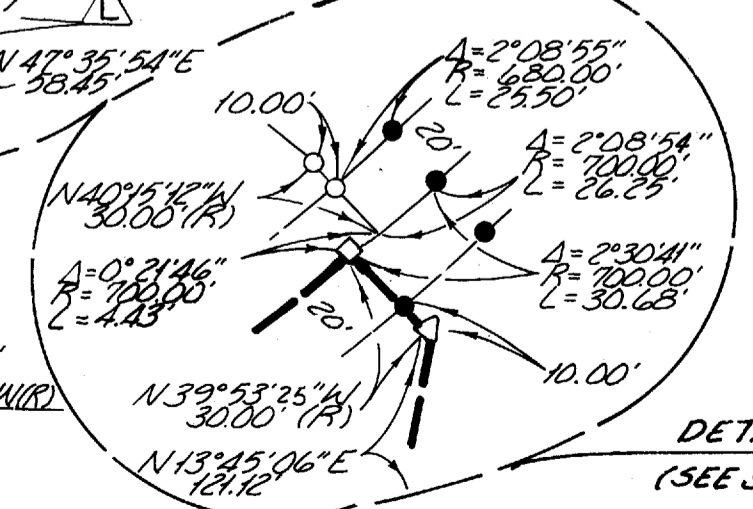 L
N 47°35'54"E
58.45'
10.00'
Δ=2°08'55"
R= 680.00'
L= 25.50'
20'
Δ=2°08'54"
R= 700.00'
L= 26.25'
N40°15'12"W
30.00'(R)
Δ=0°21'46"
R= 700.00'
L= 4.43'
20'
Δ=2°30'41"
R= 700.00'
L= 30.68'
10.00'
W(R)
N39°53'25"W
30.00' (R)
N13°45'06"E
121.12'
DET
(SEE S